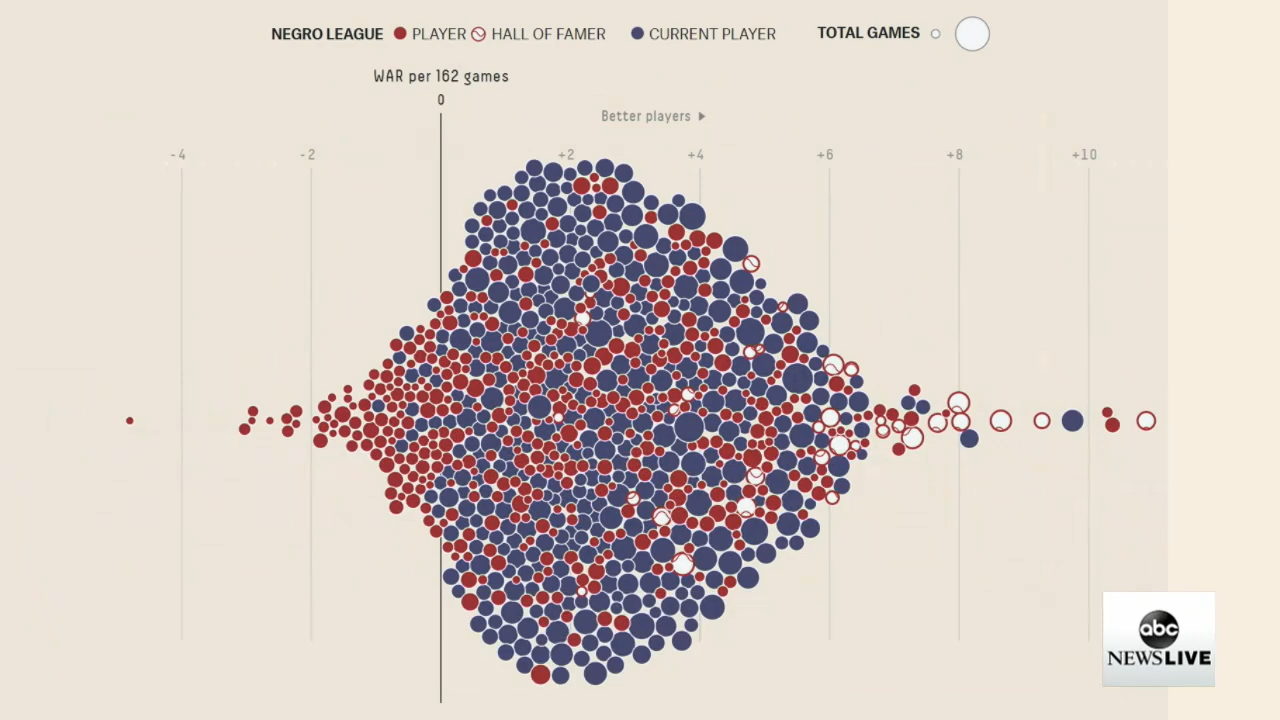 NEGRO LEAGUE PLAYER HALL OF FAMER CURRENT PLAYER TOTAL GAMES
WAR per 162 games
0
Better players
-4 -2 +2 +4 +6 +8 +10
abc
NEWS LIVE